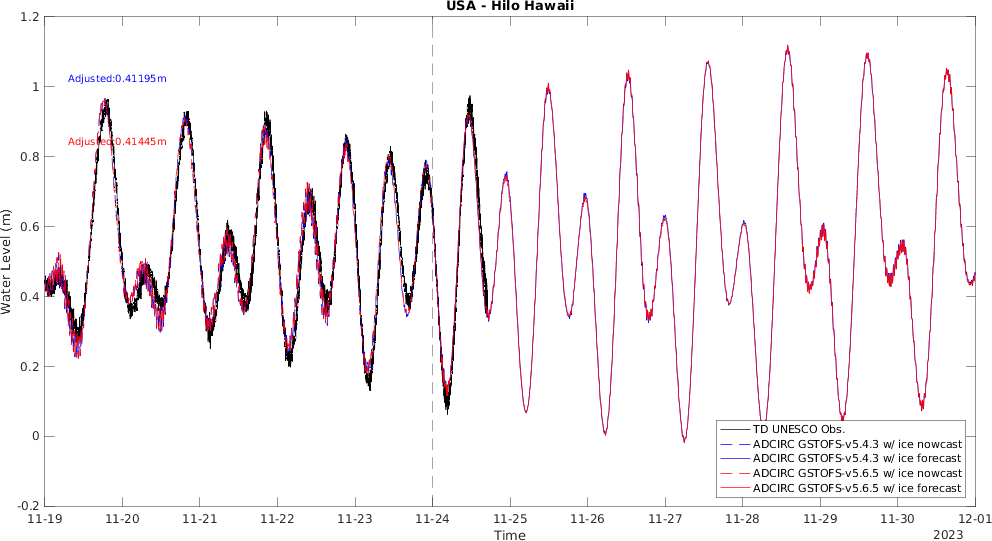 USA - Hilo Hawaii
1.2
1
0.8
0.6
0.4
0.2
0
-0.2
Water Level (m)
Adjusted:0.41195m
Adjusted:0.41445m
TD UNESCO Obs.
ADCIRC GSTOFS-v5.4.3 w/ ice nowcast
ADCIRC GSTOFS-v5.4.3 w/ ice forecast
ADCIRC GSTOFS-v5.6.5 w/ ice nowcast
ADCIRC GSTOFS-v5.6.5 w/ ice forecast
11-19 11-20 11-21 11-22 11-23 11-24 11-25 11-26 11-27 11-28 11-29 11-30 12-01
Time
2023